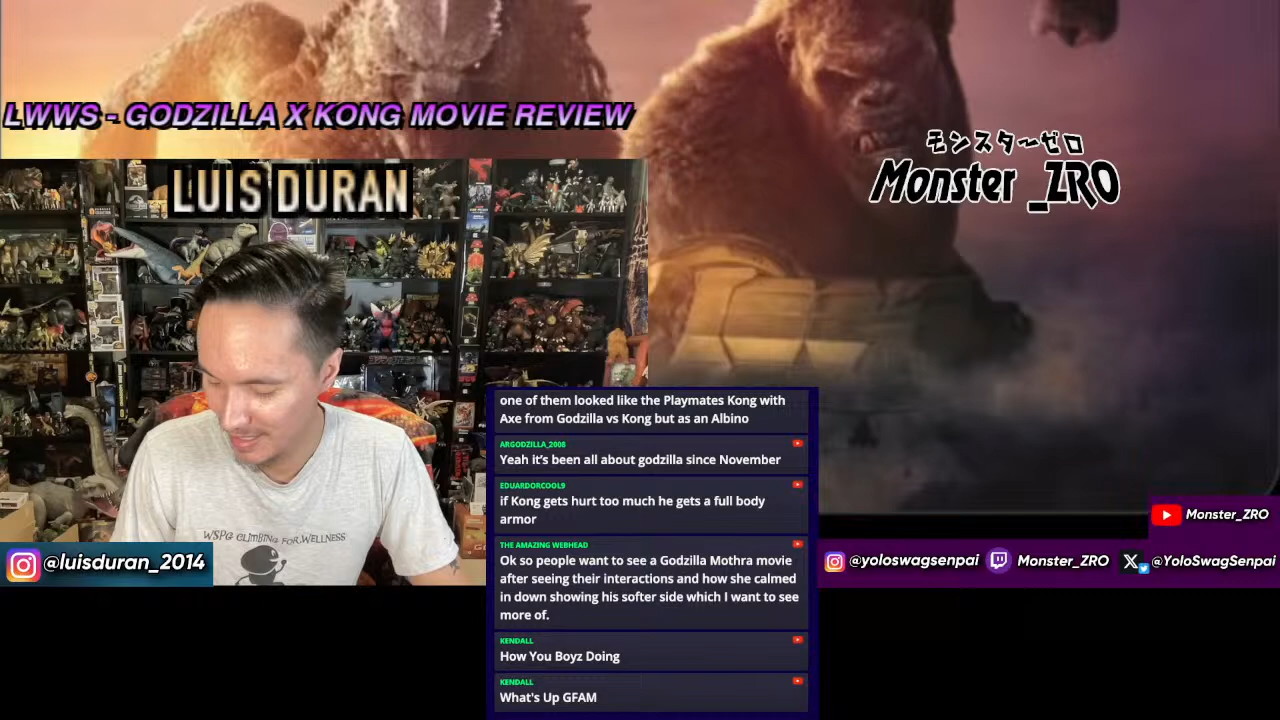 LWWS - GODZILLA X KONG MOVIE REVIEW
LUIS DURAN
モンスターゼロ
Monster_ZRO
WSPG CLIMBING FOR WELLNESS
@luisduran_2014
one of them looked like the Playmates Kong with
Axe from Godzilla vs Kong but as an Albino
ARGODZILLA_2008
Yeah it’s been all about godzilla since November
EDUARDORCOOL9
if Kong gets hurt too much he gets a full body
armor
THE AMAZING WEBHEAD
Ok so people want to see a Godzilla Mothra movie
after seeing their interactions and how she calmed
in down showing his softer side which I want to see
more of.
KENDALL
How You Boyz Doing
KENDALL
What's Up GFAM
Monster_ZRO
@yoloswagsenpai
Monster_ZRO
@YoloSwagSenpai